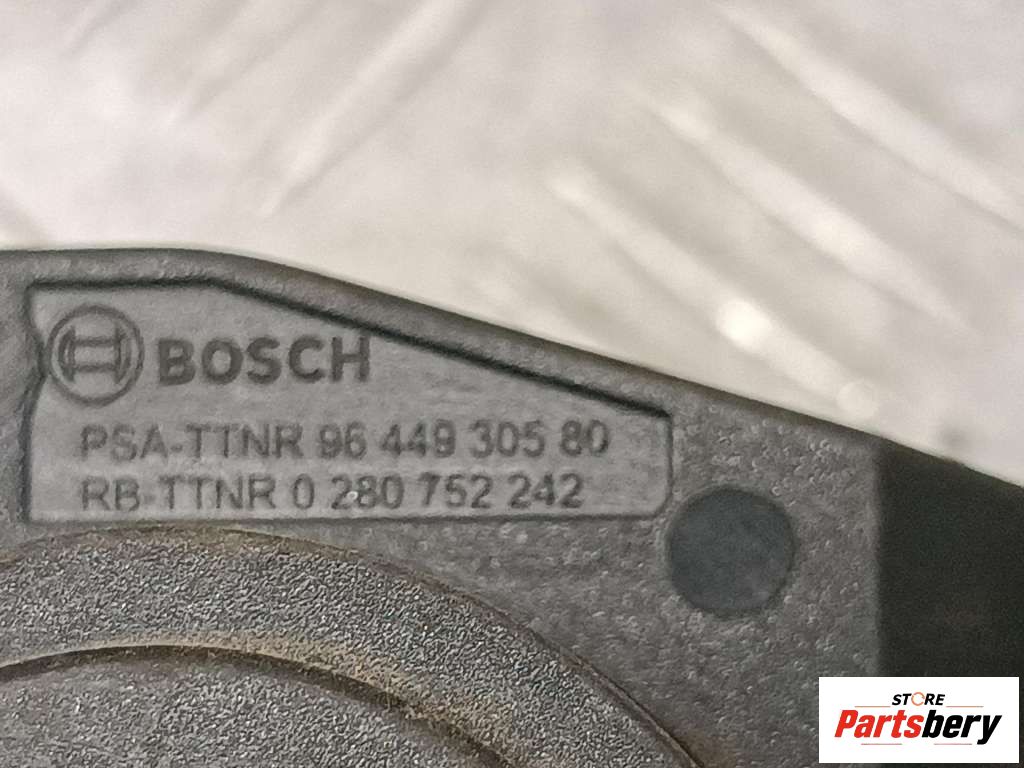 BOSCH
PSA-TTNR 96 449 305 80
RB-TTNR 0 280 752 242
STORE
Partsbery